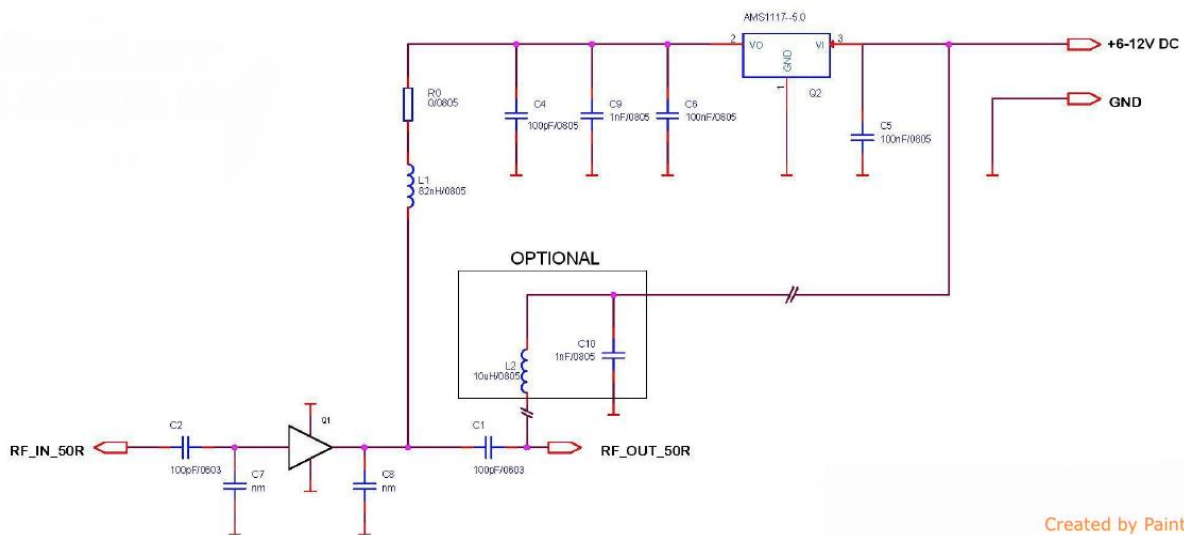 AMS1117--5.0
2
VO
GND
VI
3
+6-12V DC
1
Q2
R0
0/0805
C4
100pF/0805
C9
1nF/0805
C6
100nF/0805
C5
100nF/0805
GND
L1
82nH/0805
OPTIONAL
C10
1nF/0805
L2
10uH/0805
C2
Q1
C1
RF_IN_50R
RF_OUT_50R
100pF/0603
100pF/0603
C7
nm
C8
nm
Created by Paint